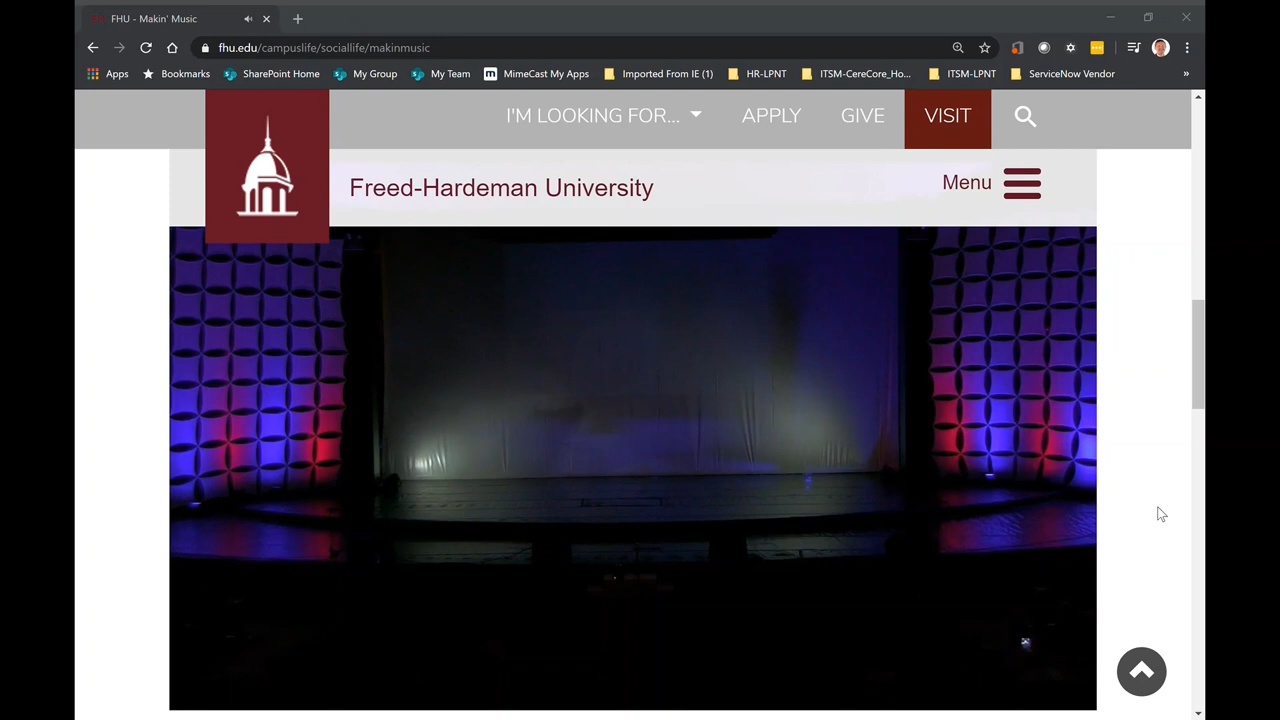 FHU - Makin' Music
fhu.edu/campuslife/sociallife/makinmusic
Apps Bookmarks SharePoint Home My Group My Team m MimeCast My Apps Imported From IE (1) HR-LPNT ITSM-CereCore_Ho... ITSM-LPNT ServiceNow Vendor »
I'M LOOKING FOR... APPLY GIVE VISIT
Freed-Hardeman University Menu